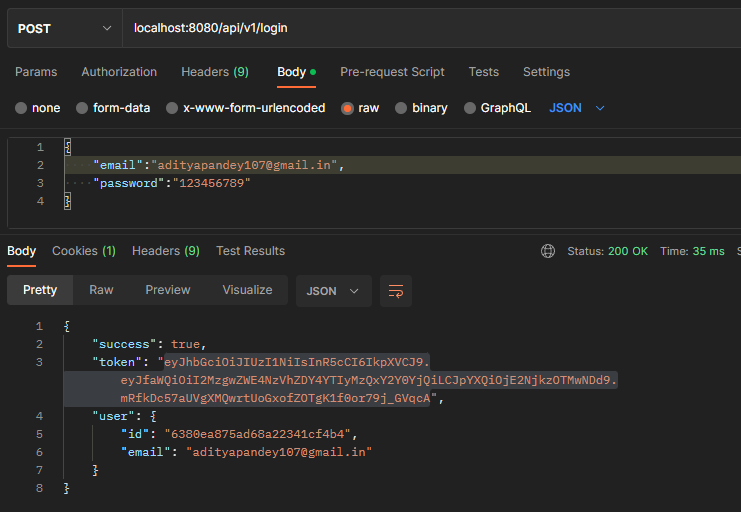 POST localhost:8080/api/v1/login
Params Authorization Headers (9) Body Pre-request Script Tests Settings
none form-data x-www-form-urlencoded raw binary GraphQL JSON
1 {
2 "email":"adityapandey107@gmail.in",
3 "password":"123456789"
4 }
Body Cookies (1) Headers (9) Test Results Status: 200 OK Time: 35 ms S
Pretty Raw Preview Visualize JSON
1 {
2 "success": true,
3 "token": "eyJhbGciOiJIUzI1NiIsInR5cCI6IkpXVCJ9.
eyJfaWQiOiI2MzgwZWE4NzVhZDY4YTIyMzQxY2Y0YjQiLCJpYXQiOjE2NjkzOTMwNDd9.
mRfkDc57aUVgXMQwrtUoGxofZOTgK1f0or79j_GVqcA",
4 "user": {
5 "id": "6380ea875ad68a22341cf4b4",
6 "email": "adityapandey107@gmail.in"
7 }
8 }